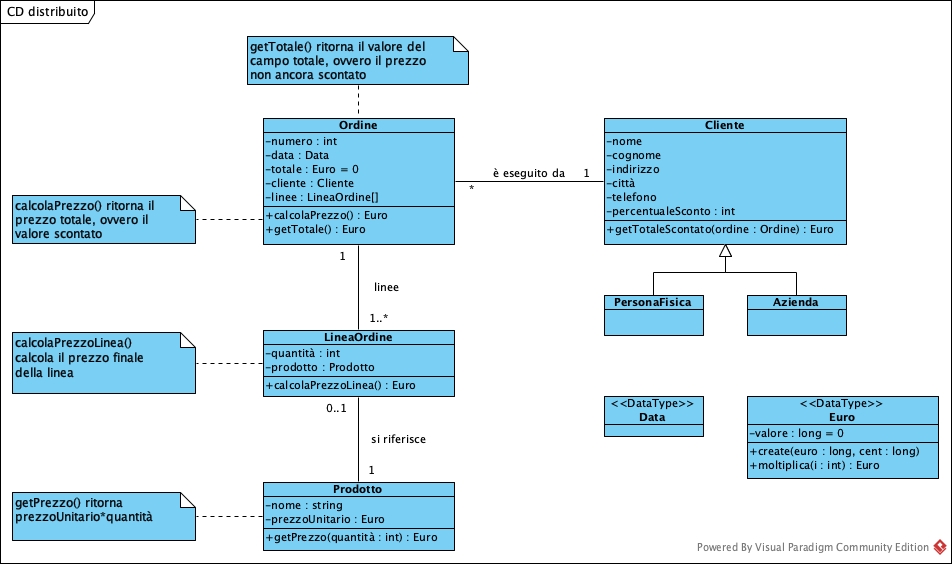 CD distribuito
getTotale() ritorna il valore del
campo totale, ovvero il prezzo
non ancora scontato
Ordine
-numero : int
-data : Data
-totale : Euro = 0
-cliente : Cliente
-linee : LineaOrdine[]
+calcolaPrezzo() : Euro
+getTotale() : Euro
è eseguito da
1
*
Cliente
-nome
-cognome
-indirizzo
-città
-telefono
-percentualeSconto : int
+getTotaleScontato(ordine : Ordine) : Euro
calcolaPrezzo() ritorna il
prezzo totale, ovvero il
valore scontato
1
linee
1..*
PersonaFisica
Azienda
calcolaPrezzoLinea()
calcola il prezzo finale
della linea
LineaOrdine
-quantità : int
-prodotto : Prodotto
+calcolaPrezzoLinea() : Euro
0..1
si riferisce
1
<<DataType>>
Data
<<DataType>>
Euro
-valore : long = 0
+create(euro : long, cent : long)
+moltiplica(i : int) : Euro
getPrezzo() ritorna
prezzoUnitario*quantità
Prodotto
-nome : string
-prezzoUnitario : Euro
+getPrezzo(quantità : int) : Euro
Powered By Visual Paradigm Community Edition